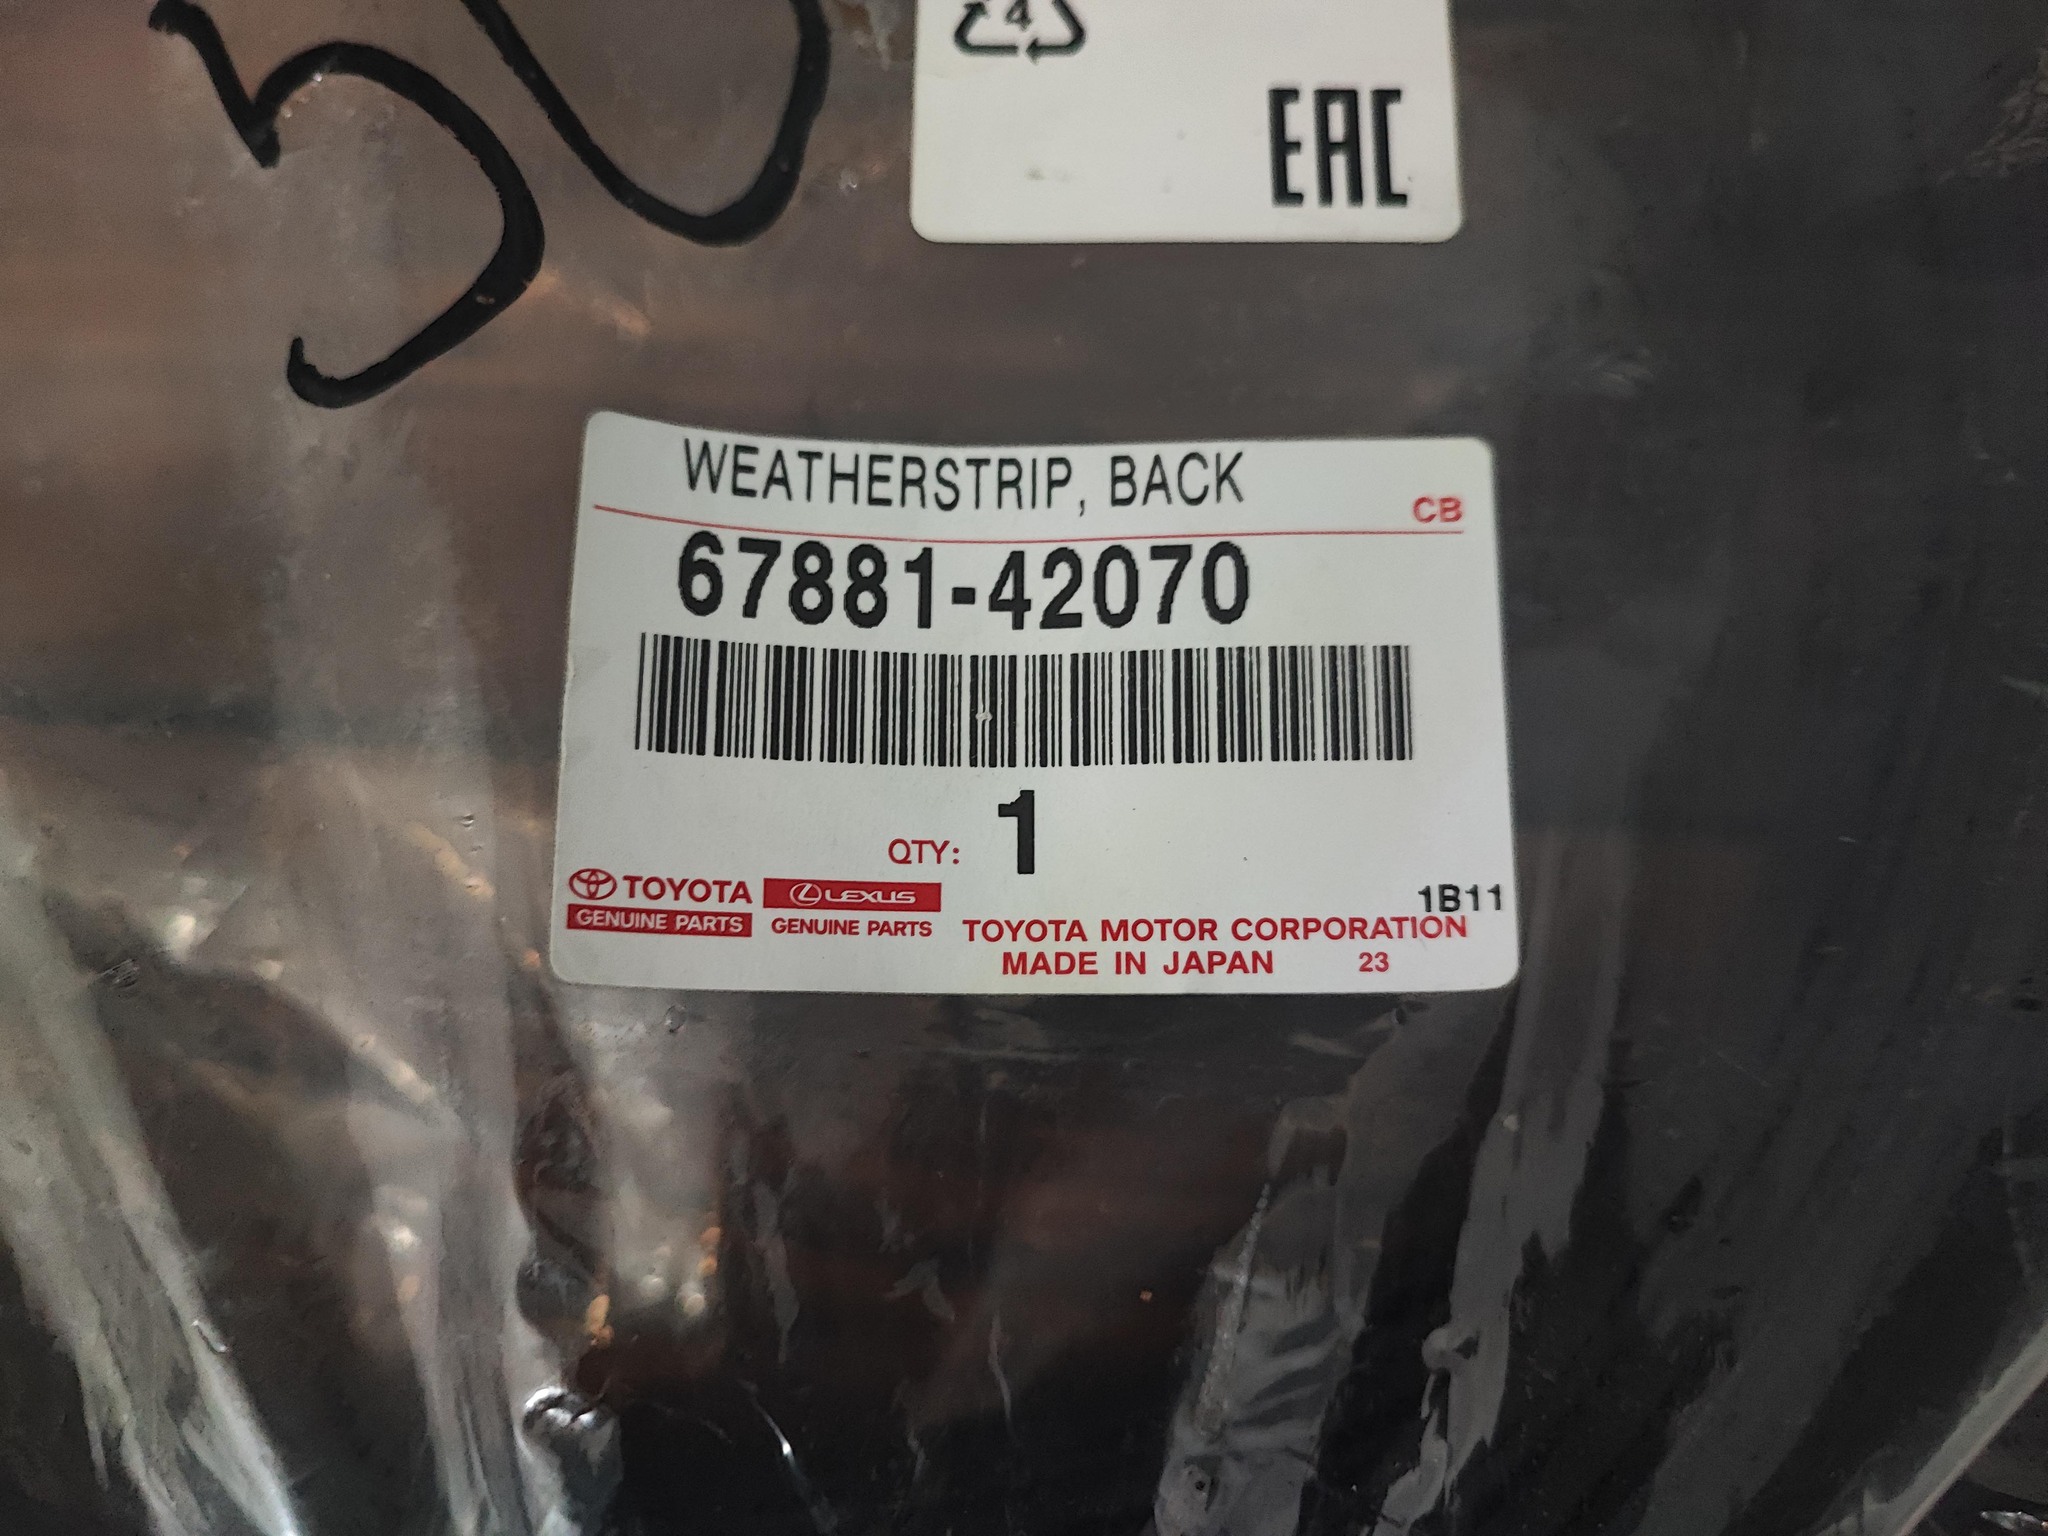 4
EAC
WEATHERSTRIP, BACK
CB
67881-42070
QTY: 1
TOYOTA
GENUINE PARTS
LEXUS
GENUINE PARTS
1B11
TOYOTA MOTOR CORPORATION
MADE IN JAPAN 23